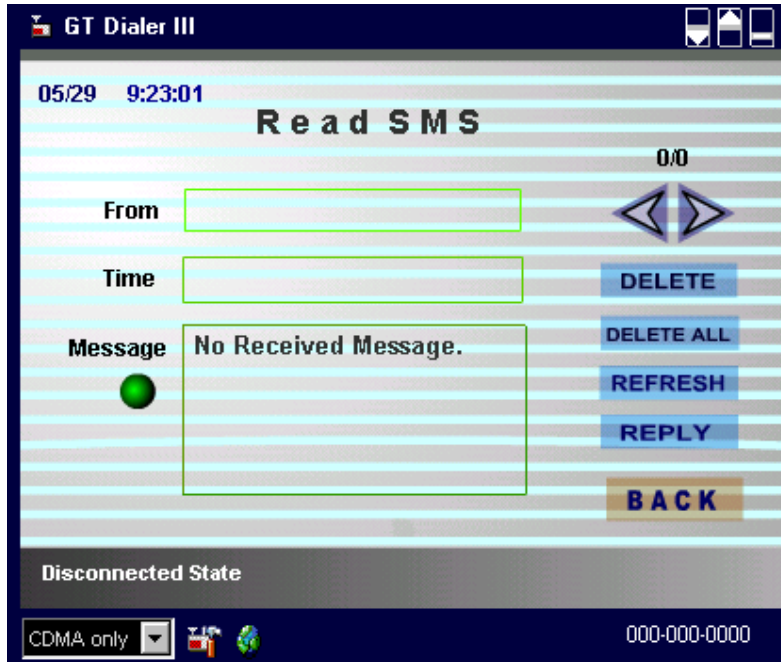 GT Dialer III
05/29 9:23:01
Read SMS
0/0
From
Time
DELETE
Message
No Received Message.
DELETE ALL
REFRESH
REPLY
BACK
Disconnected State
CDMA only
000-000-0000